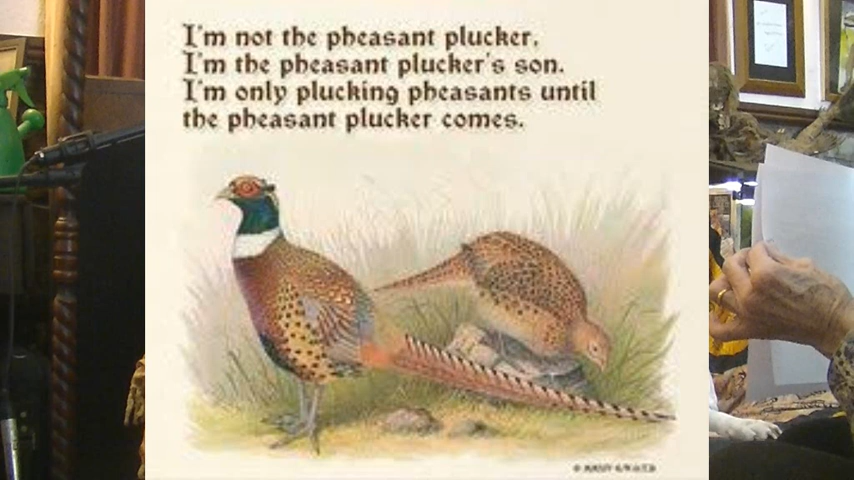 I'm not the pheasant plucker,
I'm the pheasant plucker's son.
I'm only plucking pheasants until
the pheasant plucker comes.